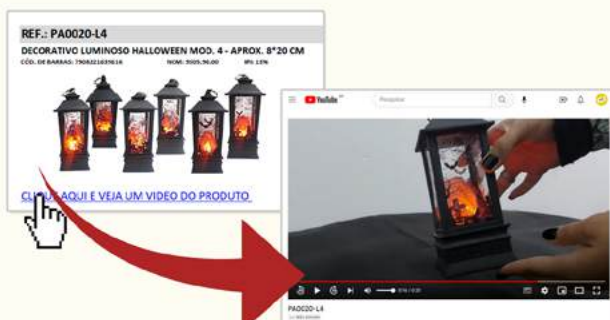 REF.: PA0020-L4
DECORATIVO LUMINOSO HALLOWEEN MOD. 4 - APROX. 8*20 CM
CÓD. DE BARRAS: 7908221639616 NCM: 9505.90.00 IPI: 13%
CLIQUE AQUI E VEJA UM VIDEO DO PRODUTO
YouTube
Pesquisar
PA0020-L4